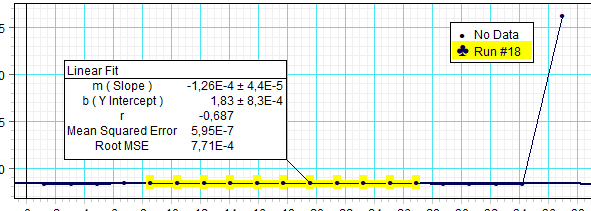 No Data
Run #18
Linear Fit
m ( Slope ) -1,26E-4 ± 4,4E-5
b ( Y Intercept ) 1,83 ± 8,3E-4
r -0,687
Mean Squared Error 5,95E-7
Root MSE 7,71E-4